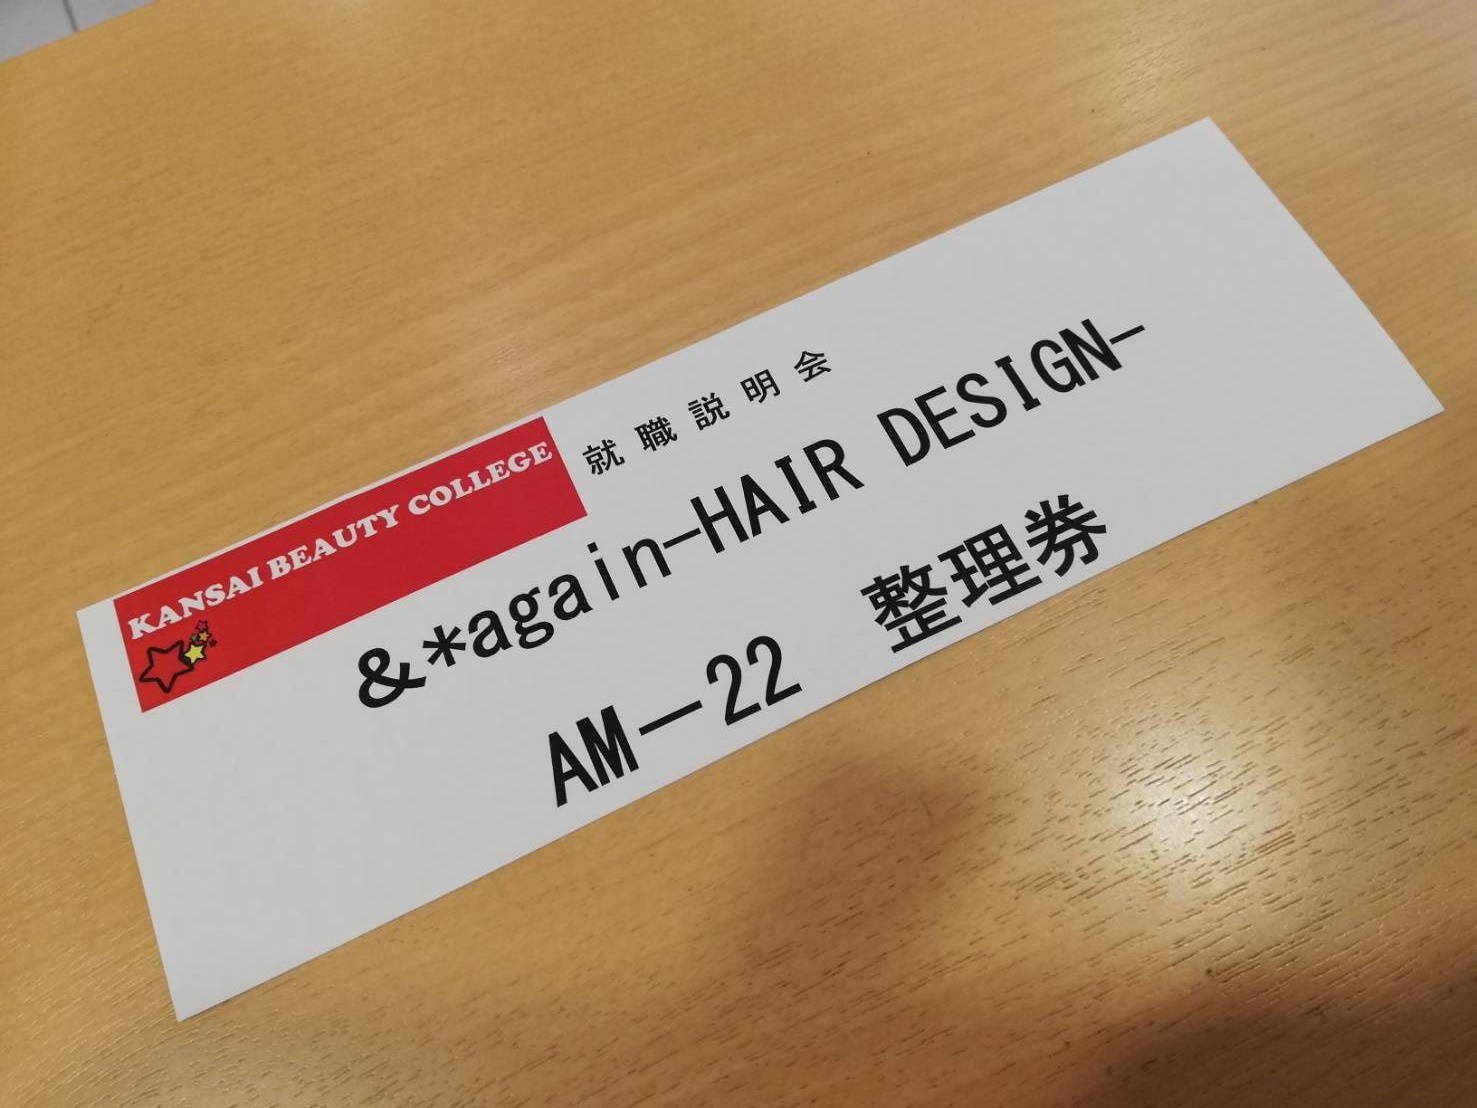 KANSAI BEAUTY COLLEGE
就職説明会
&*again-HAIR DESIGN-
AM－22　整理券